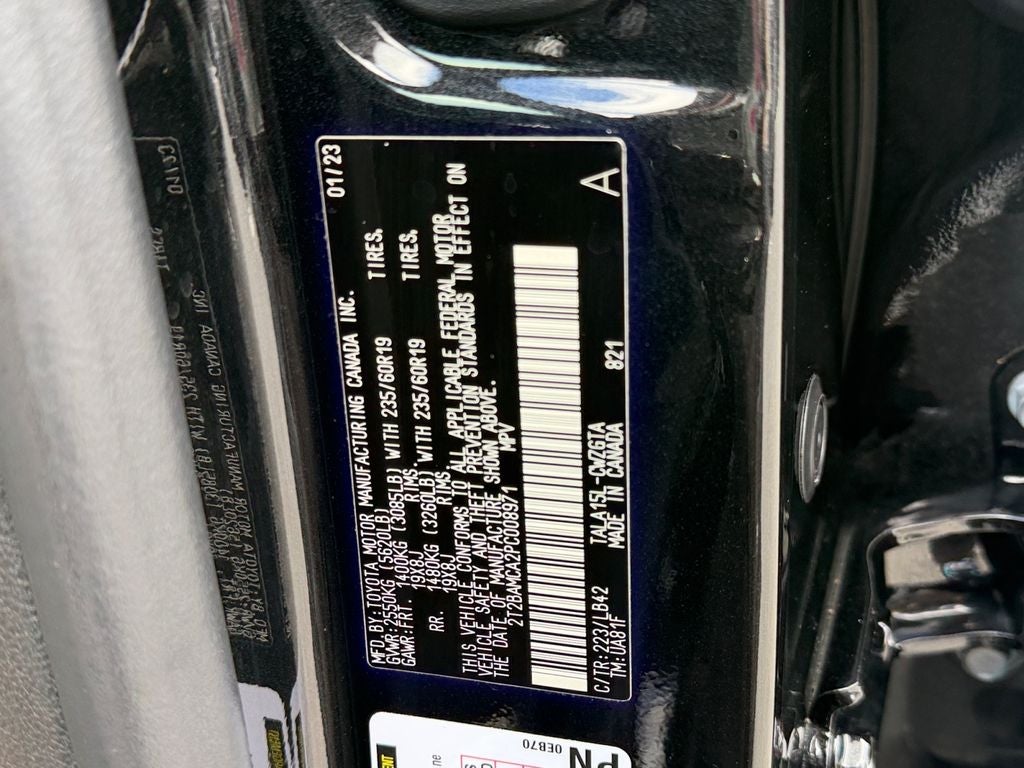 MFD.BY:TOYOTA MOTOR MANUFACTURING CANADA INC. 01/23
GVWR:2550KG (5620LB)
GAWR:FRT. 1400KG (3085LB) WITH 235/60R19 TIRES.
19X8J RIMS.
RR. 1480KG (3260LB) WITH 235/60R19 TIRES.
19X8J RIMS.
THIS VEHICLE CONFORMS TO ALL APPLICABLE FEDERAL MOTOR
VEHICLE SAFETY AND THEFT PREVENTION STANDARDS IN EFFECT ON
THE DATE OF MANUFACTURE SHOWN ABOVE.
2T2BAMCA2PC008971 MPV
C/TR:223/LB42 TALA15L-CWZGTA
TM:UA81F MADE IN CANADA 821 A
PN
0EB70